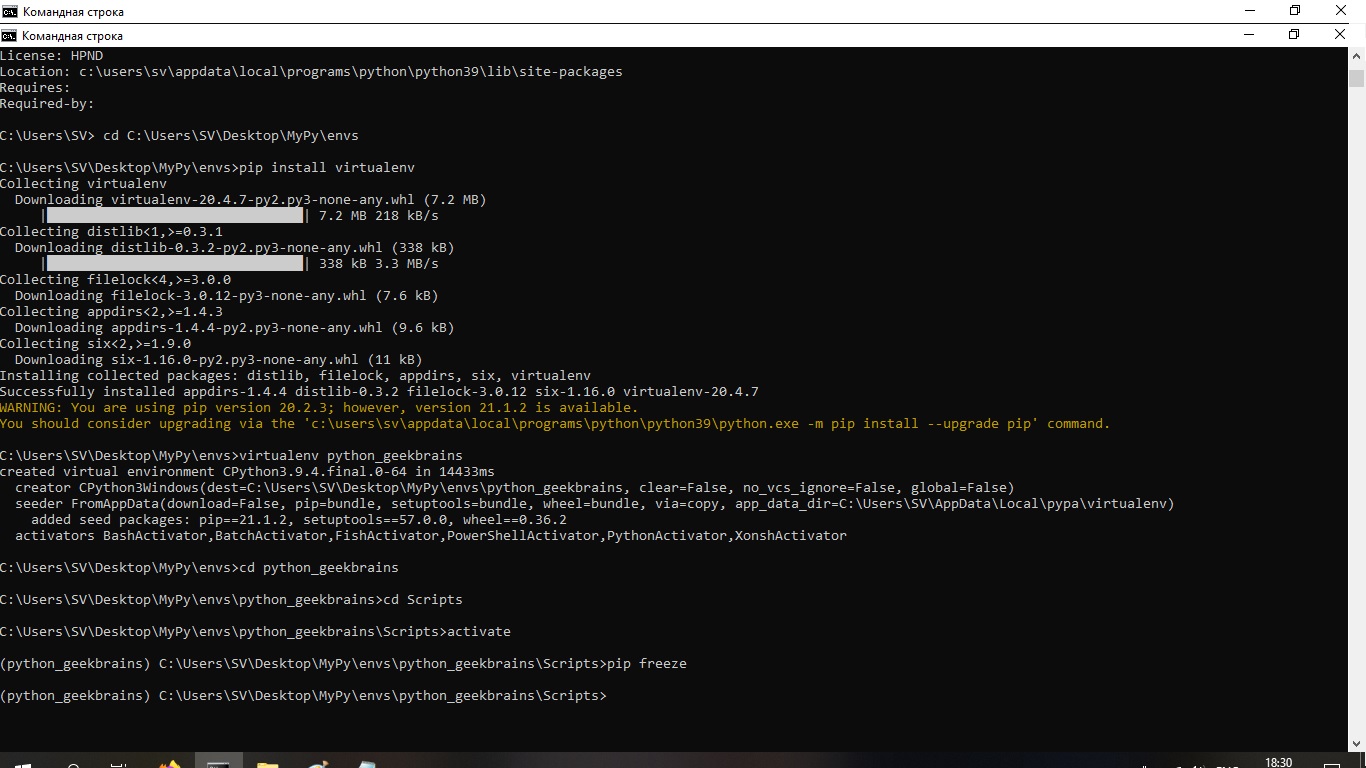 Командная строка
Командная строка
License: HPND
Location: c:\users\sv\appdata\local\programs\python\python39\lib\site-packages
Requires:
Required-by:
C:\Users\SV> cd C:\Users\SV\Desktop\MyPy\envs
C:\Users\SV\Desktop\MyPy\envs>pip install virtualenv
Collecting virtualenv
Downloading virtualenv-20.4.7-py2.py3-none-any.whl (7.2 MB)
| | 7.2 MB 218 kB/s
Collecting distlib<1,>=0.3.1
Downloading distlib-0.3.2-py2.py3-none-any.whl (338 kB)
| | 338 kB 3.3 MB/s
Collecting filelock<4,>=3.0.0
Downloading filelock-3.0.12-py3-none-any.whl (7.6 kB)
Collecting appdirs<2,>=1.4.3
Downloading appdirs-1.4.4-py2.py3-none-any.whl (9.6 kB)
Collecting six<2,>=1.9.0
Downloading six-1.16.0-py2.py3-none-any.whl (11 kB)
Installing collected packages: distlib, filelock, appdirs, six, virtualenv
Successfully installed appdirs-1.4.4 distlib-0.3.2 filelock-3.0.12 six-1.16.0 virtualenv-20.4.7
WARNING: You are using pip version 20.2.3; however, version 21.1.2 is available.
You should consider upgrading via the 'c:\users\sv\appdata\local\programs\python\python39\python.exe -m pip install --upgrade pip' command.
C:\Users\SV\Desktop\MyPy\envs>virtualenv python_geekbrains
created virtual environment CPython3.9.4.final.0-64 in 14433ms
creator CPython3Windows(dest=C:\Users\SV\Desktop\MyPy\envs\python_geekbrains, clear=False, no_vcs_ignore=False, global=False)
seeder FromAppData(download=False, pip=bundle, setuptools=bundle, wheel=bundle, via=copy, app_data_dir=C:\Users\SV\AppData\Local\pypa\virtualenv)
added seed packages: pip==21.1.2, setuptools==57.0.0, wheel==0.36.2
activators BashActivator,BatchActivator,FishActivator,PowerShellActivator,PythonActivator,XonshActivator
C:\Users\SV\Desktop\MyPy\envs>cd python_geekbrains
C:\Users\SV\Desktop\MyPy\envs\python_geekbrains>cd Scripts
C:\Users\SV\Desktop\MyPy\envs\python_geekbrains\Scripts>activate
(python_geekbrains) C:\Users\SV\Desktop\MyPy\envs\python_geekbrains\Scripts>pip freeze
(python_geekbrains) C:\Users\SV\Desktop\MyPy\envs\python_geekbrains\Scripts>
18:30